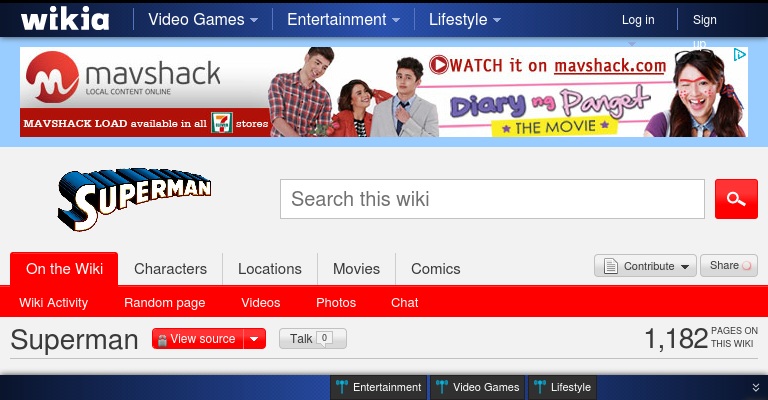 wikia
Video Games Entertainment Lifestyle Log in Sign up
mavshack
LOCAL CONTENT ONLINE
MAVSHACK LOAD available in all 7 ELEVEN stores
WATCH it on mavshack.com
Diary ng Panget
THE MOVIE
SUPERMAN
Search this wiki
On the Wiki Characters Locations Movies Comics Contribute Share
Wiki Activity Random page Videos Photos Chat
Superman View source Talk 0 1,182 PAGES ON
THIS WIKI
Entertainment Video Games Lifestyle